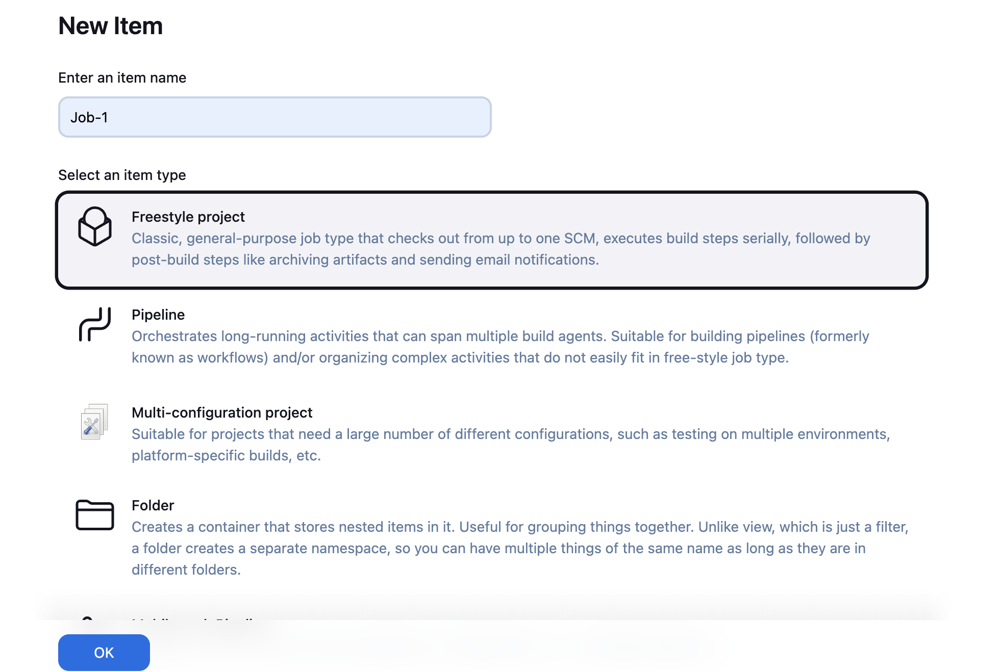 New Item
Enter an item name
Job-1
Select an item type
Freestyle project
Classic, general-purpose job type that checks out from up to one SCM, executes build steps serially, followed by
post-build steps like archiving artifacts and sending email notifications.
Pipeline
Orchestrates long-running activities that can span multiple build agents. Suitable for building pipelines (formerly
known as workflows) and/or organizing complex activities that do not easily fit in free-style job type.
Multi-configuration project
Suitable for projects that need a large number of different configurations, such as testing on multiple environments,
platform-specific builds, etc.
Folder
Creates a container that stores nested items in it. Useful for grouping things together. Unlike view, which is just a filter,
a folder creates a separate namespace, so you can have multiple things of the same name as long as they are in
different folders.
OK